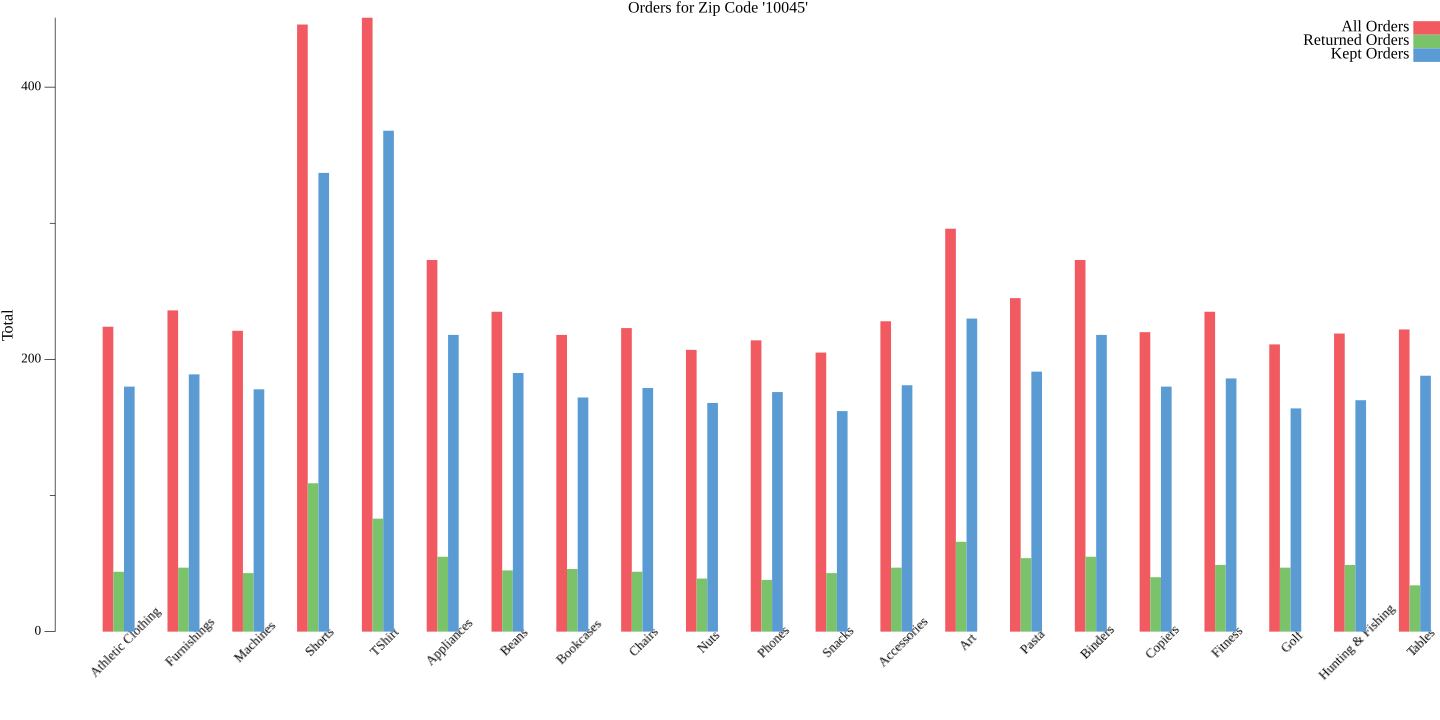 Orders for Zip Code '10045'
All Orders
Returned Orders
Kept Orders
Total
400
200
0
Athletic Clothing
Furnishings
Machines
Shorts
TShirt
Appliances
Beans
Bookcases
Chairs
Nuts
Phones
Snacks
Accessories
Art
Pasta
Binders
Copiers
Fitness
Golf
Hunting & Fishing
Tables